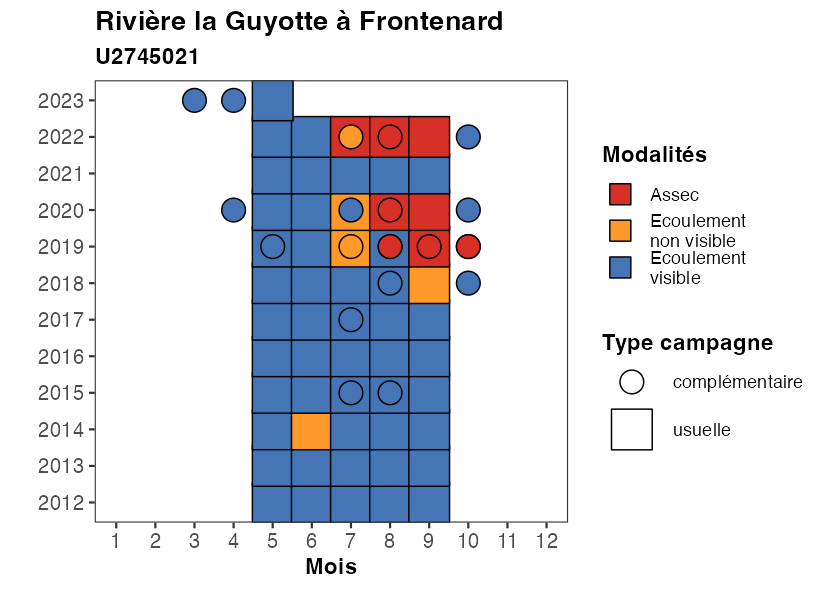 Rivière la Guyotte à Frontenard
U2745021
2023
2022
2021
2020
2019
2018
2017
2016
2015
2014
2013
2012
1 2 3 4 5 6 7 8 9 10 11 12
Mois
Modalités
Assec
Ecoulement
non visible
Ecoulement
visible
Type campagne
complémentaire
usuelle